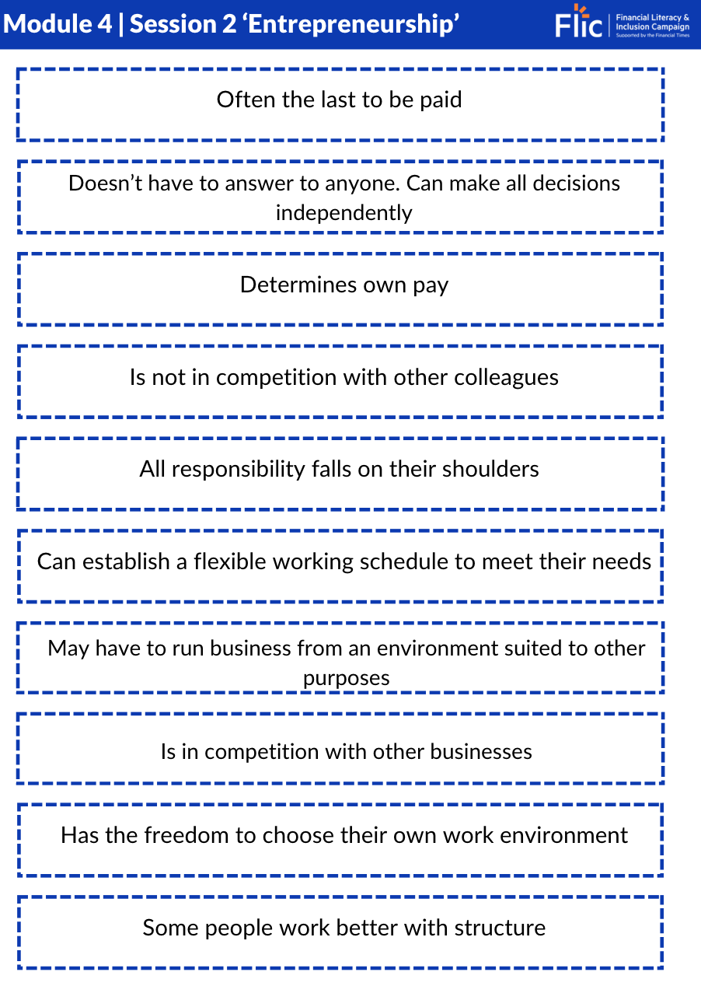 Module 4 | Session 2 ‘Entrepreneurship’
Flic
Financial Literacy &
Inclusion Campaign
Supported by the Financial Times
Often the last to be paid
Doesn’t have to answer to anyone. Can make all decisions
independently
Determines own pay
Is not in competition with other colleagues
All responsibility falls on their shoulders
Can establish a flexible working schedule to meet their needs
May have to run business from an environment suited to other
purposes
Is in competition with other businesses
Has the freedom to choose their own work environment
Some people work better with structure